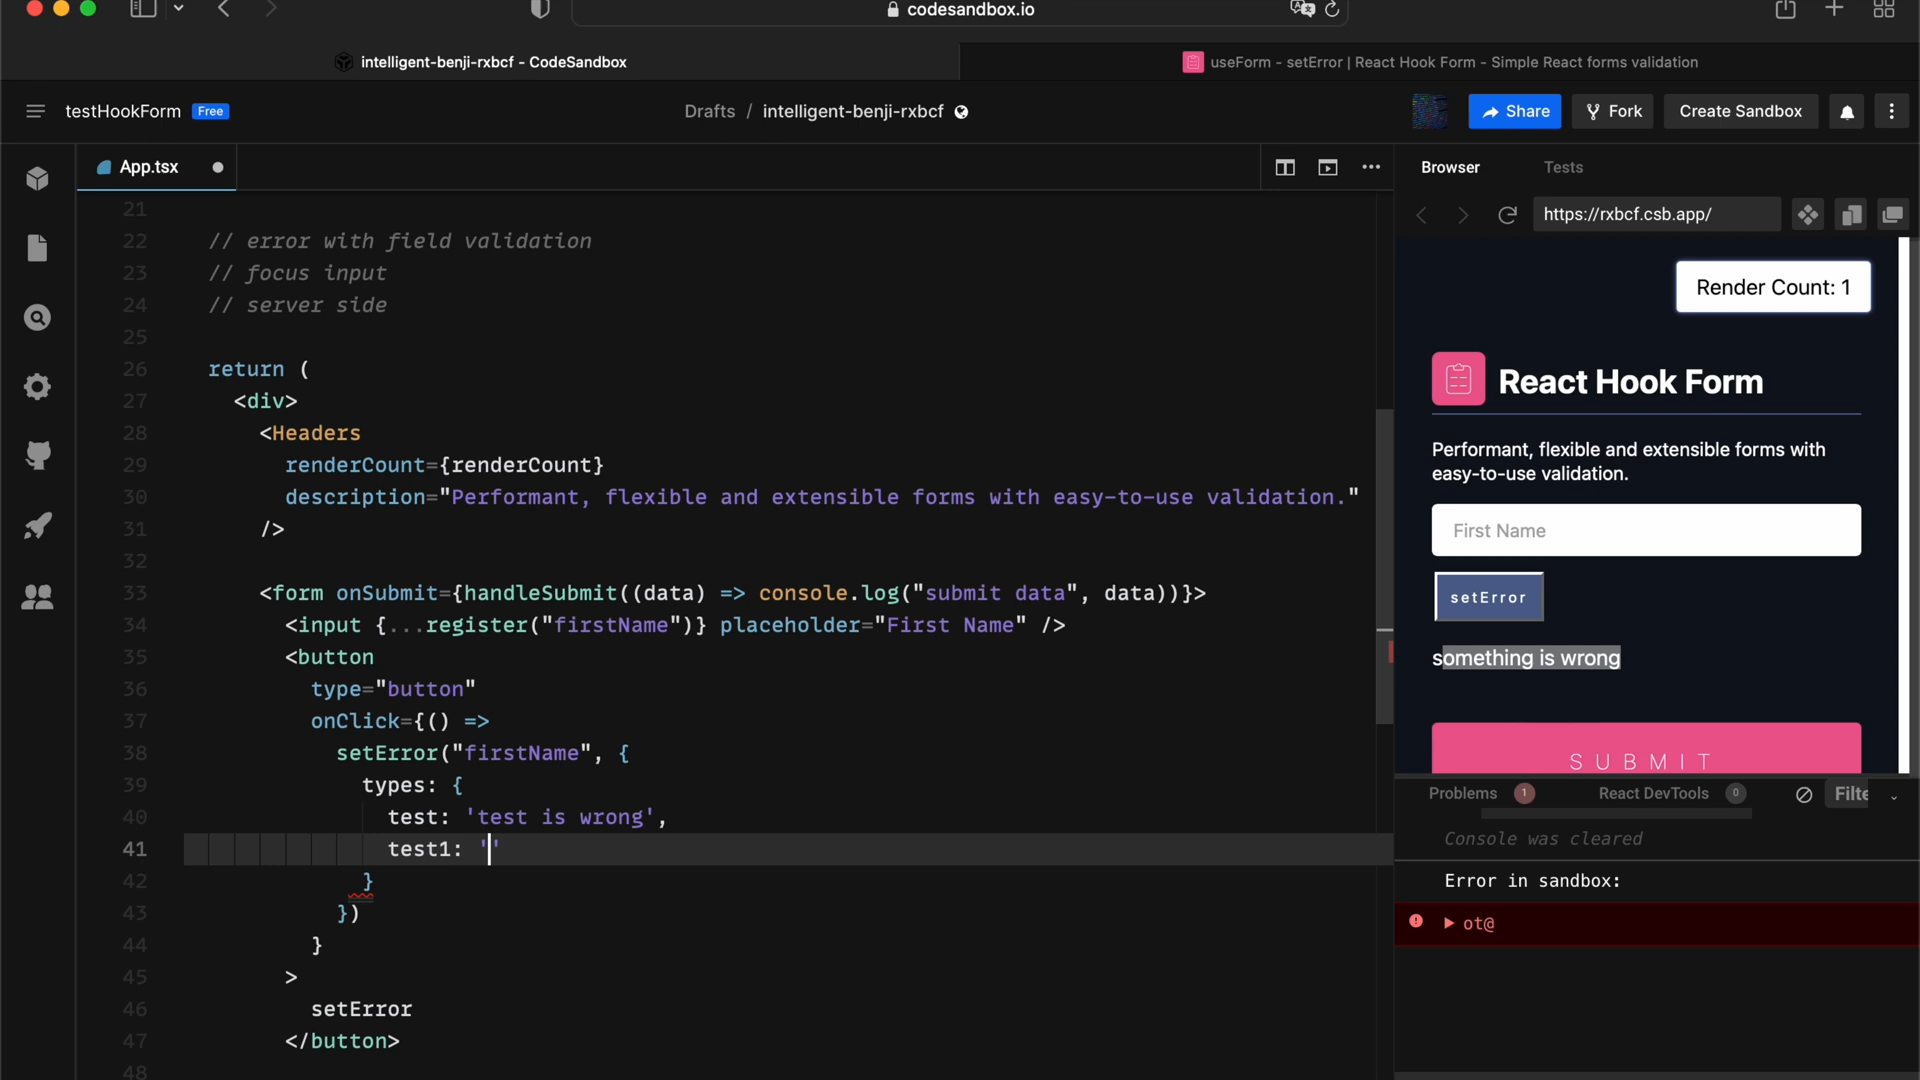 codesandbox.io
intelligent-benji-rxbcf - CodeSandbox
useForm - setError | React Hook Form - Simple React forms validation
testHookForm Free
Drafts / intelligent-benji-rxbcf
Share
Fork
Create Sandbox
App.tsx
Browser
Tests
https://rxbcf.csb.app/
21
22 // error with field validation
23 // focus input
24 // server side
25
26 return (
27 <div>
28 <Headers
29 renderCount={renderCount}
30 description="Performant, flexible and extensible forms with easy-to-use validation."
31 />
32
33 <form onSubmit={handleSubmit((data) => console.log("submit data", data))}>
34 <input {...register("firstName")} placeholder="First Name" />
35 <button
36 type="button"
37 onClick={() =>
38 setError("firstName", {
39 types: {
40 test: 'test is wrong',
41 test1: ''
42 }
43 })
44 }
45 >
46 setError
47 </button>
48
Render Count: 1
React Hook Form
Performant, flexible and extensible forms with
easy-to-use validation.
First Name
setError
something is wrong
SUBMIT
Problems 1
React DevTools 0
Filte
Console was cleared
Error in sandbox:
ot@